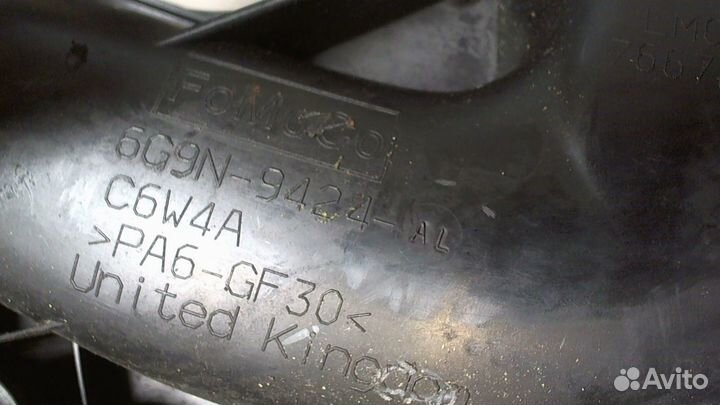 FoMoCo
6G9N-9424-AL
C6W4A
>PA6-GF30<
United Kingdom
Avito